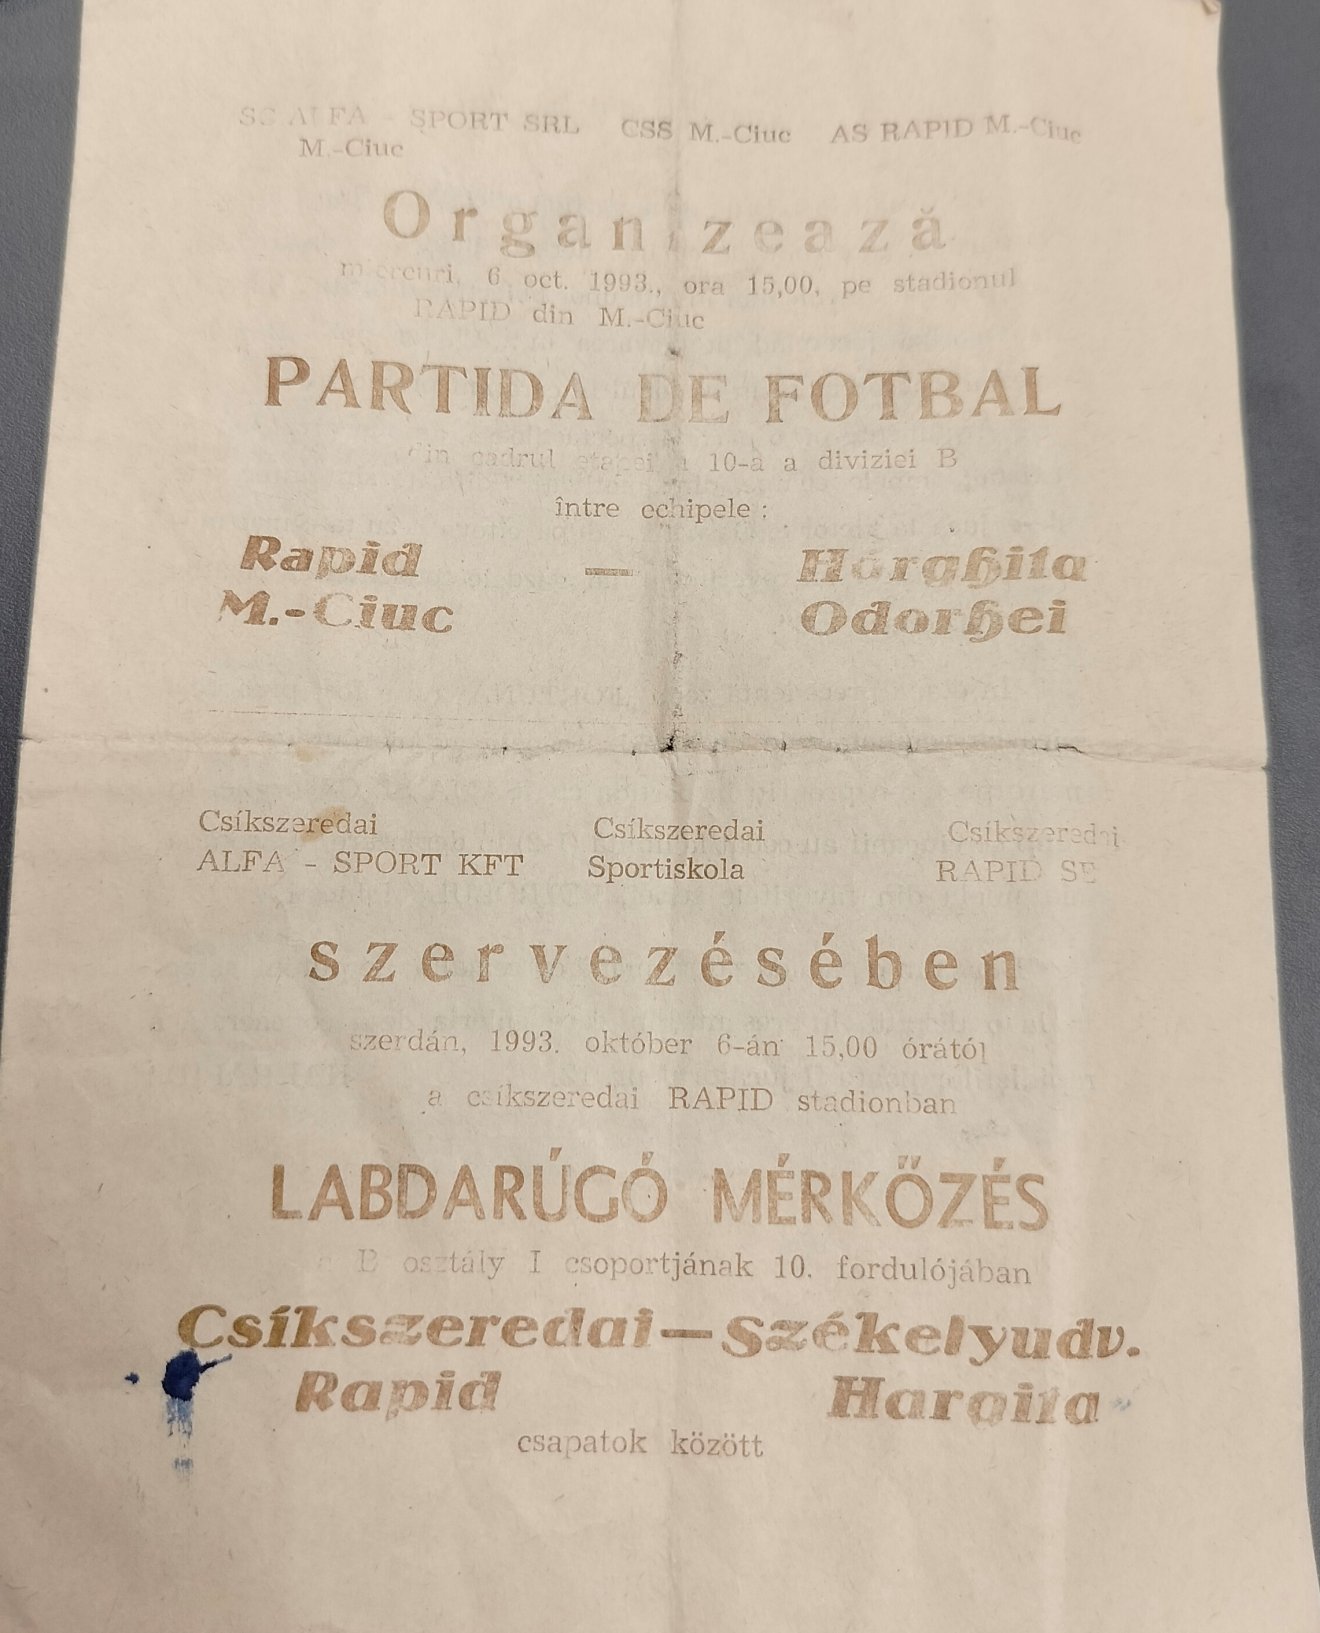 SC ALFA - SPORT SRL CSS M.-Ciuc AS RAPID M.-Ciuc
M.-Ciuc
Organizează
miercuri, 6 oct. 1993., ora 15,00, pe stadionul
RAPID din M.-Ciuc
PARTIDA DE FOTBAL
din cadrul etapei a 10-a a diviziei B
între echipele :
Rapid — Harghita
M.-Ciuc Odorhei
Csíkszeredai Csíkszeredai Csíkszeredai
ALFA - SPORT KFT Sportiskola RAPID SE
szervezésében
szerdán, 1993. október 6-án 15,00 órától
a csíkszeredai RAPID stadionban
LABDARÚGÓ MÉRKŐZÉS
B osztály I csoportjának 10. fordulójában
Csíkszeredai — Székelyudv.
Rapid Hargita
csapatok között